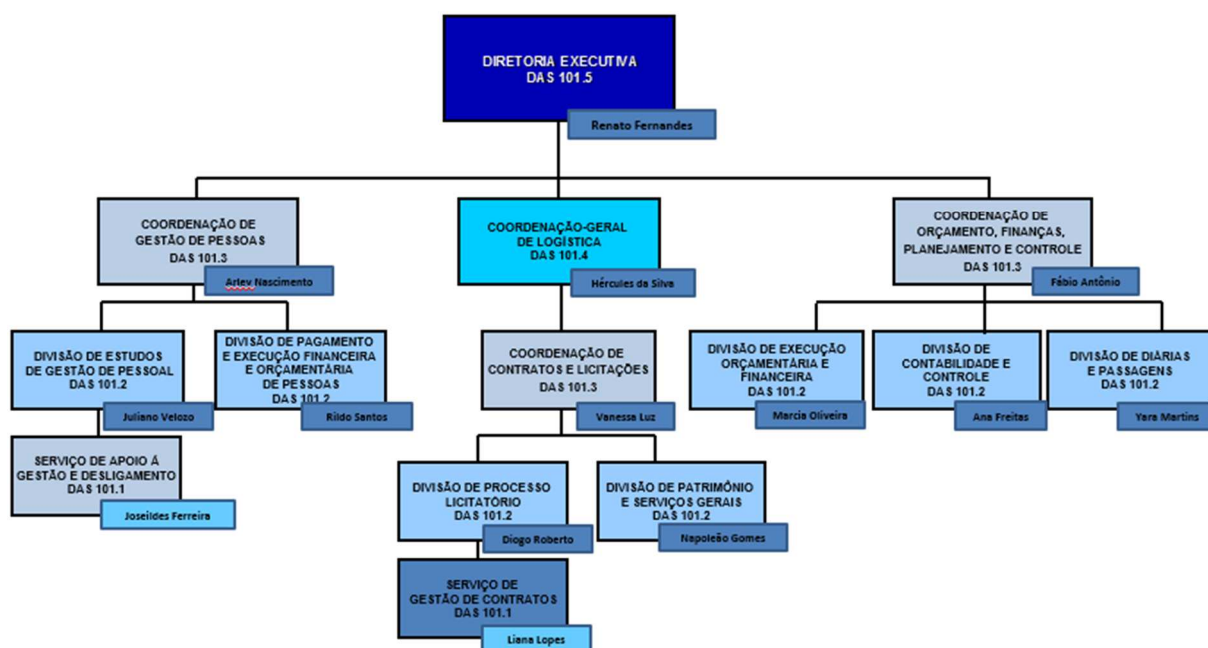 DIRETORIA EXECUTIVA
DAS 101.5
Renato Fernandes
COORDENAÇÃO DE
GESTÃO DE PESSOAS
DAS 101.3
Arley Nascimento
COORDENAÇÃO-GERAL
DE LOGÍSTICA
DAS 101.4
Hércules da Silva
COORDENAÇÃO DE
ORÇAMENTO, FINANÇAS,
PLANEJAMENTO E CONTROLE
DAS 101.3
Fábio Antônio
DIVISÃO DE ESTUDOS
DE GESTÃO DE PESSOAL
DAS 101.2
Juliano Velozo
DIVISÃO DE PAGAMENTO
E EXECUÇÃO FINANCEIRA
E ORÇAMENTÁRIA
DE PESSOAS
DAS 101.2
Rildo Santos
COORDENAÇÃO DE
CONTRATOS E LICITAÇÕES
DAS 101.3
Vanessa Luz
DIVISÃO DE EXECUÇÃO
ORÇAMENTÁRIA E
FINANCEIRA
DAS 101.2
Marcia Oliveira
DIVISÃO DE
CONTABILIDADE E
CONTROLE
DAS 101.2
Ana Freitas
DIVISÃO DE DIÁRIAS
E PASSAGENS
DAS 101.2
Yara Martins
SERVIÇO DE APOIO Á
GESTÃO E DESLIGAMENTO
DAS 101.1
Joseildes Ferreira
DIVISÃO DE PROCESSO
LICITATÓRIO
DAS 101.2
Diogo Roberto
DIVISÃO DE PATRIMÔNIO
E SERVIÇOS GERAIS
DAS 101.2
Napoleão Gomes
SERVIÇO DE
GESTÃO DE CONTRATOS
DAS 101.1
Liana Lopes